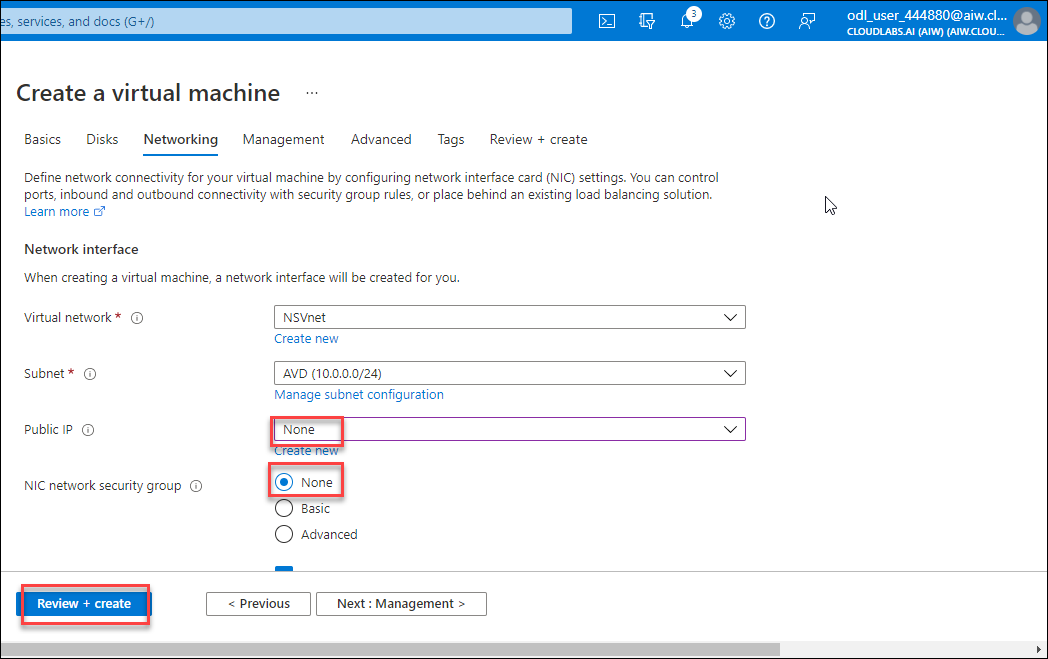 es, services, and docs (G+/)
3
odl_user_444880@aiw.cl...
CLOUDLABS.AI (AIW) (AIW.CLOU...
Create a virtual machine ...
Basics Disks Networking Management Advanced Tags Review + create
Define network connectivity for your virtual machine by configuring network interface card (NIC) settings. You can control
ports, inbound and outbound connectivity with security group rules, or place behind an existing load balancing solution.
Learn more
Network interface
When creating a virtual machine, a network interface will be created for you.
Virtual network * NSVnet
Create new
Subnet * AVD (10.0.0.0/24)
Manage subnet configuration
Public IP None
Create new
NIC network security group None
Basic
Advanced
Review + create < Previous Next : Management >